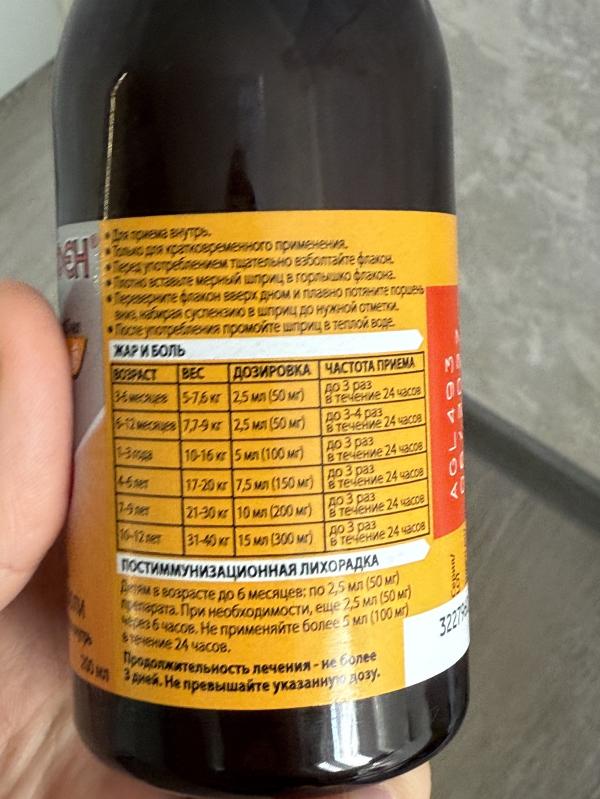 • Для приема внутрь.
• Только для кратковременного применения.
• Перед употреблением тщательно взболтайте флакон.
• Плотно вставьте мерный шприц в горлышко флакона.
• Переверните флакон вверх дном и плавно потяните поршень
вниз, набирая суспензию в шприц до нужной отметки.
• После употребления промойте шприц в теплой воде.
ЖАР И БОЛЬ
ВОЗРАСТ ВЕС ДОЗИРОВКА ЧАСТОТА ПРИЕМА
3-6 месяцев 5-7,6 кг 2,5 мл (50 мг) до 3 раз в течение 24 часов
6-12 месяцев 7,7-9 кг 2,5 мл (50 мг) до 3-4 раз в течение 24 часов
1-3 года 10-16 кг 5 мл (100 мг) до 3 раз в течение 24 часов
4-6 лет 17-20 кг 7,5 мл (150 мг) до 3 раз в течение 24 часов
7-9 лет 21-30 кг 10 мл (200 мг) до 3 раз в течение 24 часов
10-12 лет 31-40 кг 15 мл (300 мг) до 3 раз в течение 24 часов
ПОСТИММУНИЗАЦИОННАЯ ЛИХОРАДКА
Детям в возрасте до 6 месяцев: по 2,5 мл (50 мг)
препарата. При необходимости, еще 2,5 мл (50 мг)
через 6 часов. Не применяйте более 5 мл (100 мг)
в течение 24 часов.
Продолжительность лечения - не более
3 дней. Не превышайте указанную дозу.
200 мл